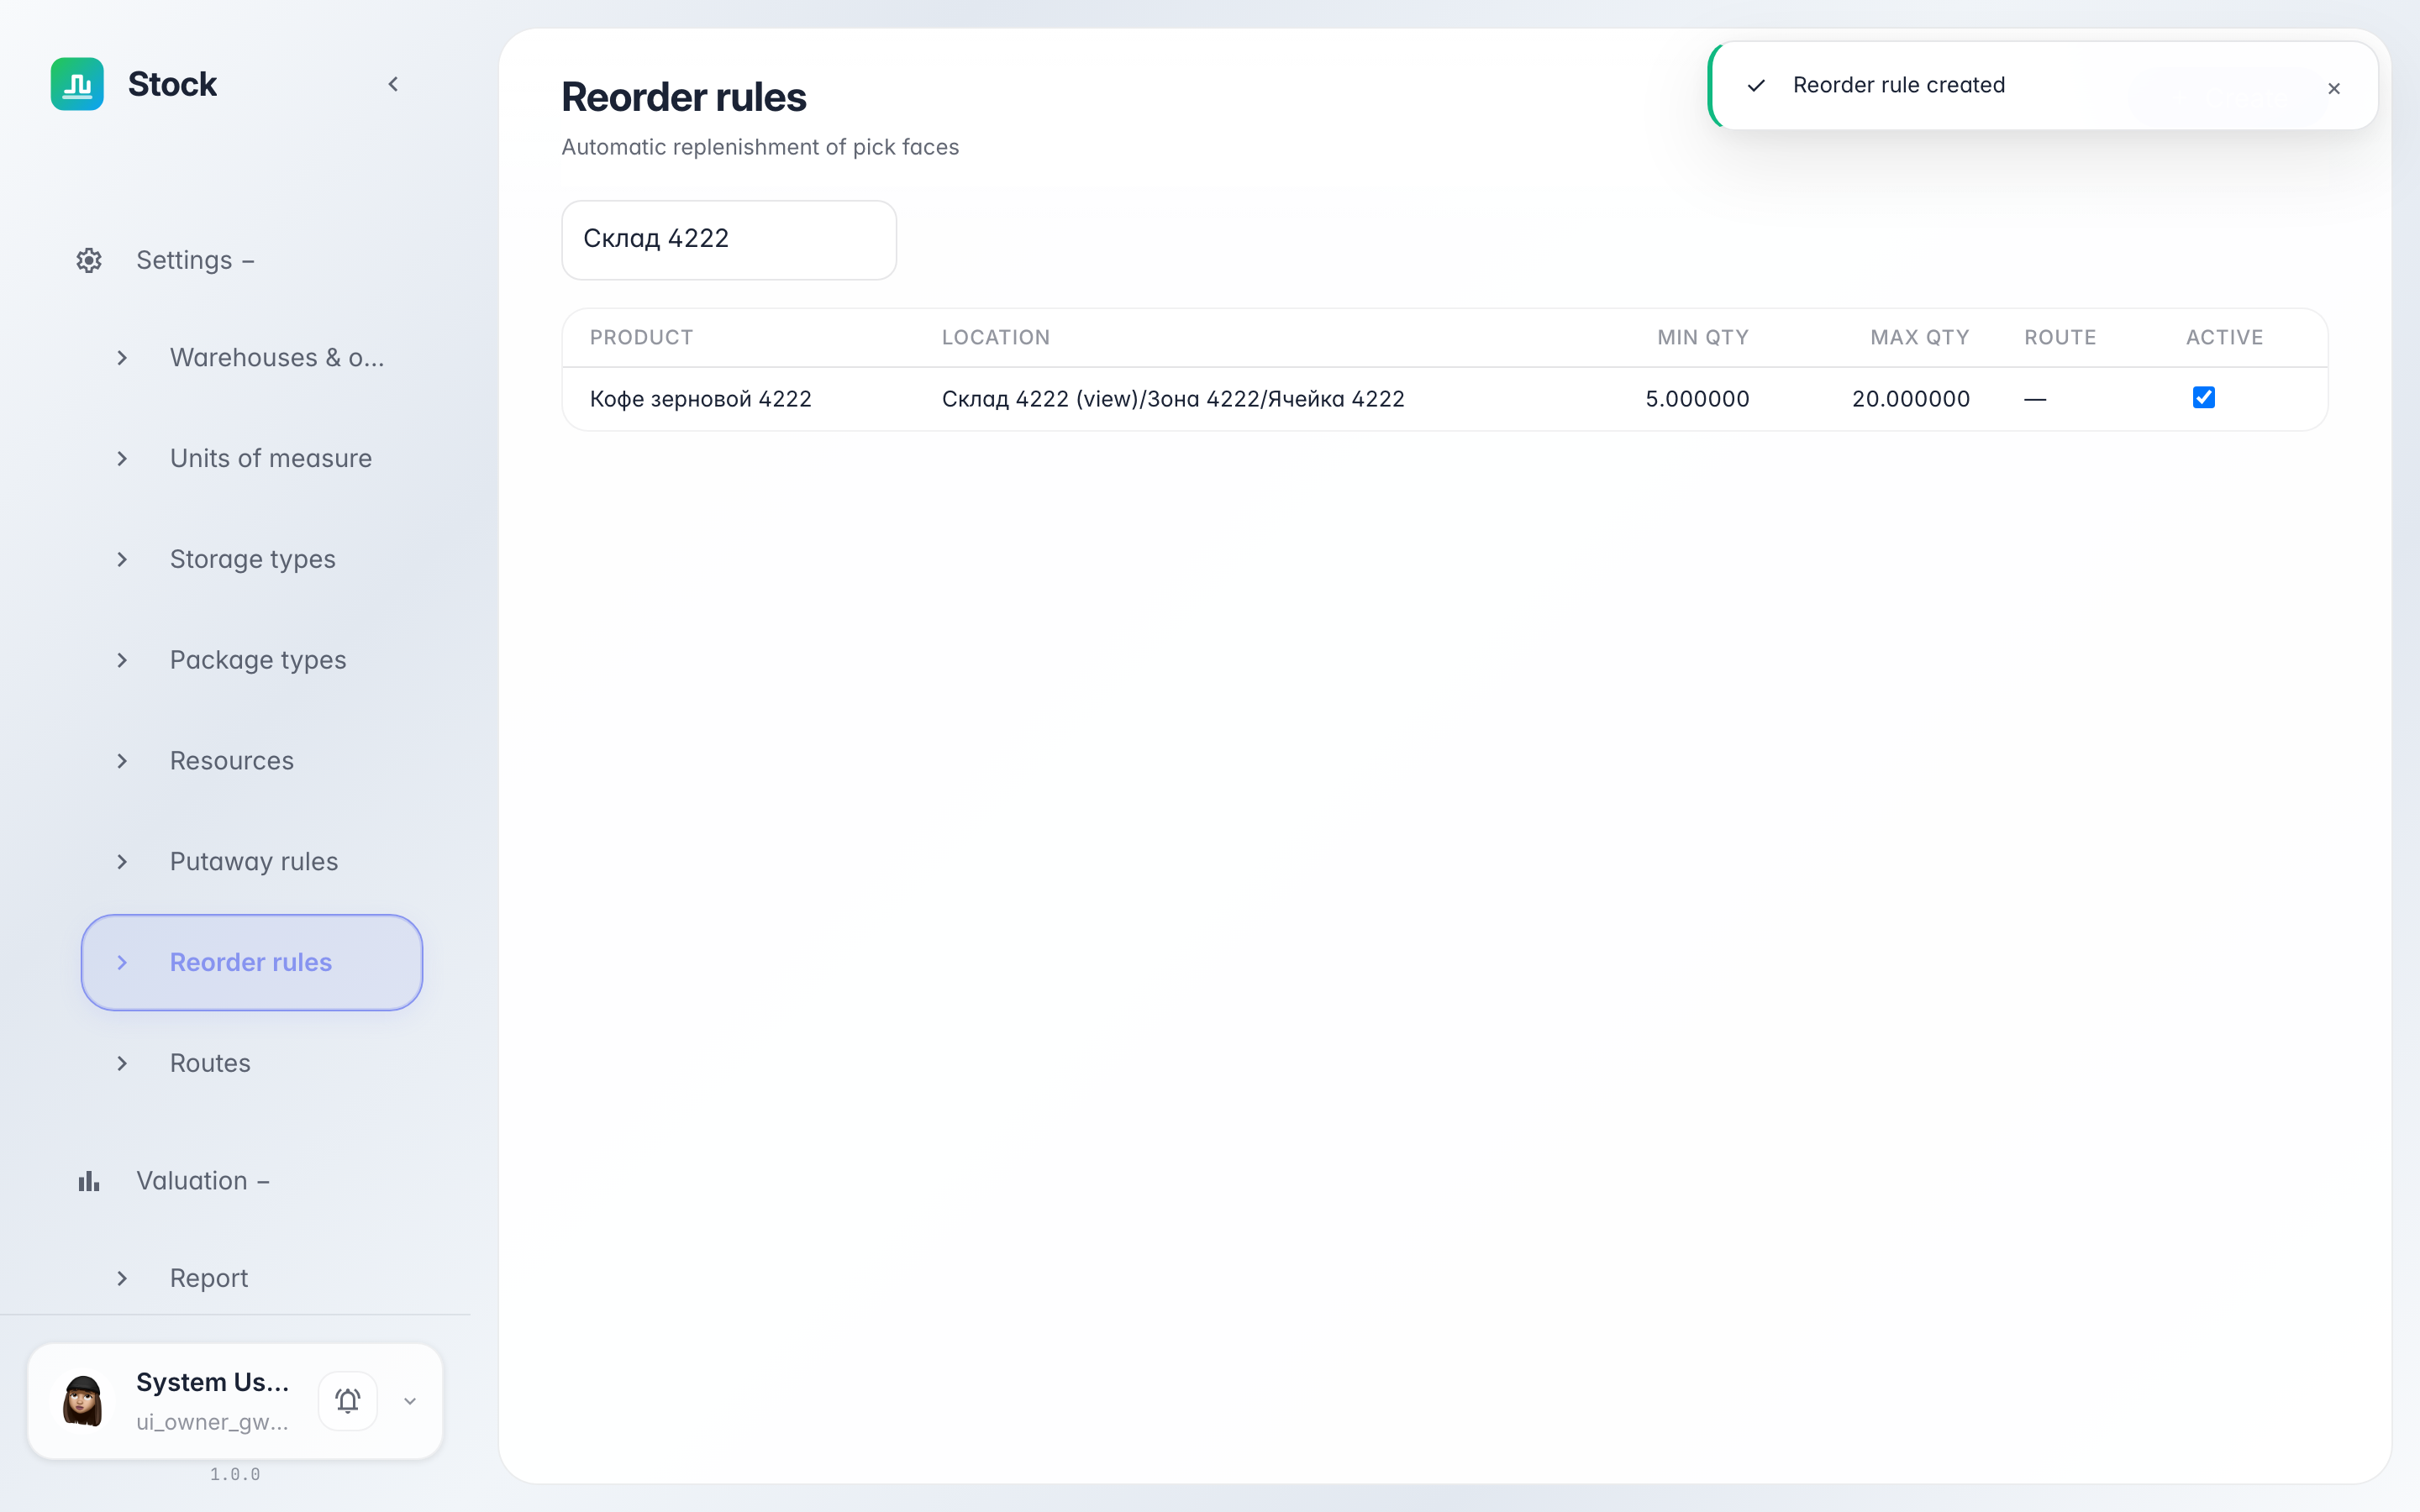 Stock
Settings –
Warehouses & o...
Units of measure
Storage types
Package types
Resources
Putaway rules
Reorder rules
Routes
Valuation –
Report
System Us...
ui_owner_gw...
1.0.0
Reorder rules
Automatic replenishment of pick faces
Reorder rule created
Склад 4222
PRODUCT LOCATION MIN QTY MAX QTY ROUTE ACTIVE
Кофе зерновой 4222 Склад 4222 (view)/Зона 4222/Ячейка 4222 5.000000 20.000000 —